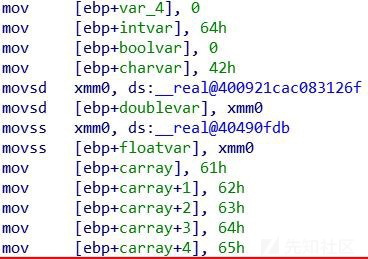 mov [ebp+var_4], 0
mov [ebp+intvar], 64h
mov [ebp+boolvar], 0
mov [ebp+charvar], 42h
movsd xmm0, ds:__real@400921cac083126f
movsd [ebp+doublevar], xmm0
movss xmm0, ds:__real@40490fdb
movss [ebp+floatvar], xmm0
mov [ebp+carray], 61h
mov [ebp+carray+1], 62h
mov [ebp+carray+2], 63h
mov [ebp+carray+3], 64h
mov [ebp+carray+4], 65h
先知社区